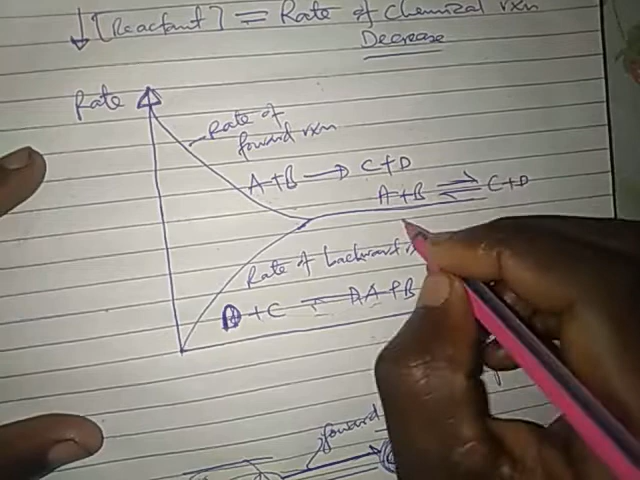 ↓[Reactant] = Rate of chemical rxn
Decrease
Rate
Rate of
forward rxn
A+B → C+D
A+B ⇌ C+D
Rate of backward
D+C
forward